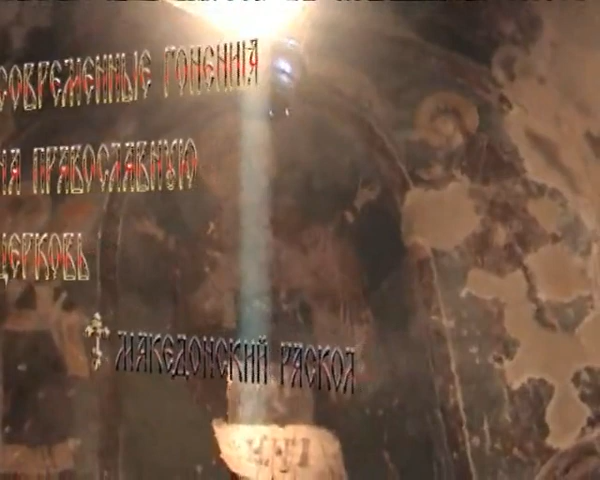 СОВРЕМЕННЫЕ ГОНЕНИЯ
НА ПРАВОСЛАВНУЮ
ЦЕРКОВЬ
МАКЕДОНСКИЙ РАСКОЛ